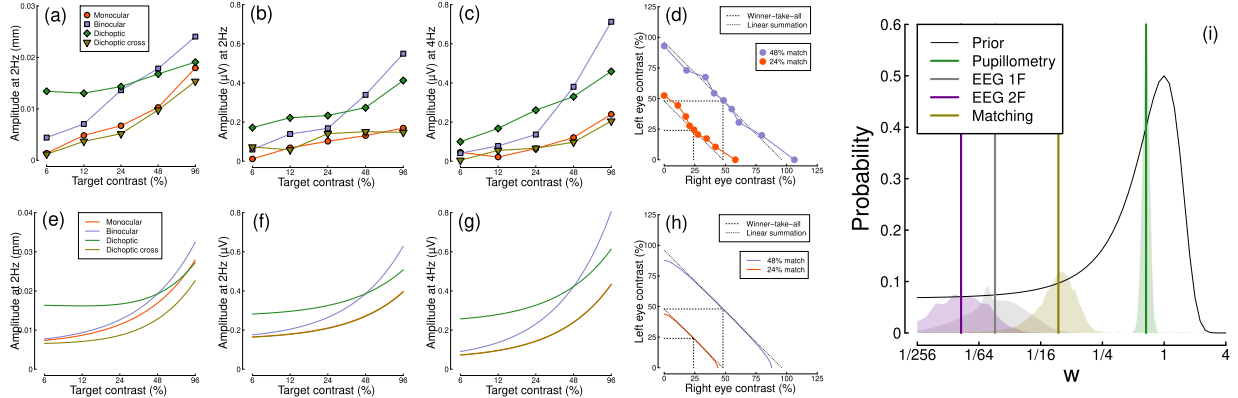 (a)
Monocular
Binocular
Dichoptic
Dichoptic cross
Amplitude at 2Hz (mm)
0.03
0.02
0.01
0
6 12 24 48 96
Target contrast (%)
(b)
Amplitude (µV) at 2Hz
0.8
0.6
0.4
0.2
0.0
6 12 24 48 96
Target contrast (%)
(c)
Amplitude (µV) at 4Hz
0.8
0.6
0.4
0.2
0.0
6 12 24 48 96
Target contrast (%)
(d)
Winner-take-all
Linear summation
48% match
24% match
Left eye contrast (%)
125
100
75
50
25
0
0 25 50 75 100 125
Right eye contrast (%)
(e)
Monocular
Binocular
Dichoptic
Dichoptic cross
Amplitude at 2Hz (mm)
0.04
0.03
0.02
0.01
0
6 12 24 48 96
Target contrast (%)
(f)
Amplitude at 2Hz (µV)
0.8
0.6
0.4
0.2
0
6 12 24 48 96
Target contrast (%)
(g)
Amplitude at 4Hz (µV)
0.8
0.6
0.4
0.2
0
6 12 24 48 96
Target contrast (%)
(h)
Winner-take-all
Linear summation
48% match
24% match
Left eye contrast (%)
125
100
75
50
25
0
0 25 50 75 100 125
Right eye contrast (%)
(i)
Prior
Pupillometry
EEG 1F
EEG 2F
Matching
Probability
0.6
0.5
0.4
0.3
0.2
0.1
0
1/256 1/64 1/16 1/4 1 4
w